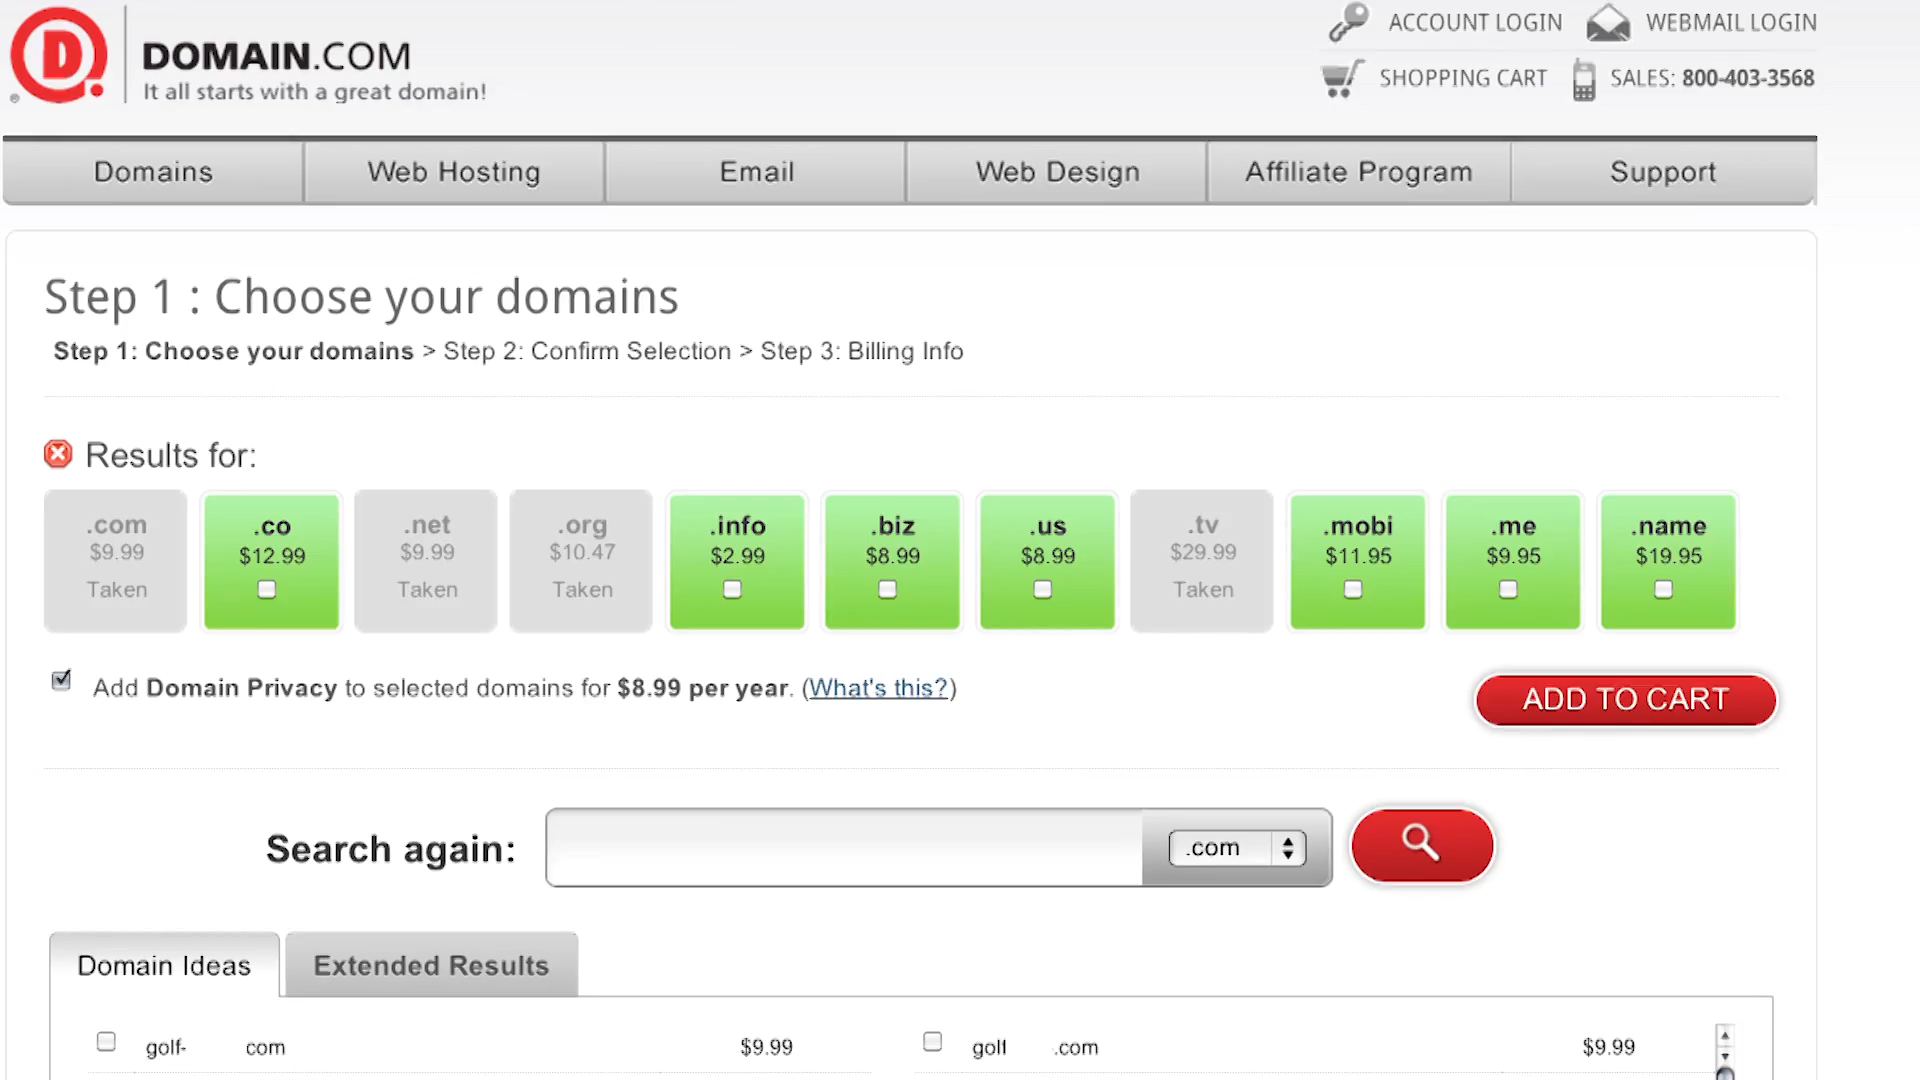 DOMAIN.COM
It all starts with a great domain!
ACCOUNT LOGIN
WEBMAIL LOGIN
SHOPPING CART
SALES: 800-403-3568
Domains
Web Hosting
Email
Web Design
Affiliate Program
Support
Step 1 : Choose your domains
Step 1: Choose your domains > Step 2: Confirm Selection > Step 3: Billing Info
Results for:
.com
$9.99
Taken
.co
$12.99
.net
$9.99
Taken
.org
$10.47
Taken
.info
$2.99
.biz
$8.99
.us
$8.99
.tv
$29.99
Taken
.mobi
$11.95
.me
$9.95
.name
$19.95
Add Domain Privacy to selected domains for $8.99 per year. (What's this?)
ADD TO CART
Search again:
.com
Domain Ideas
Extended Results
golf- com $9.99
.com $9.99